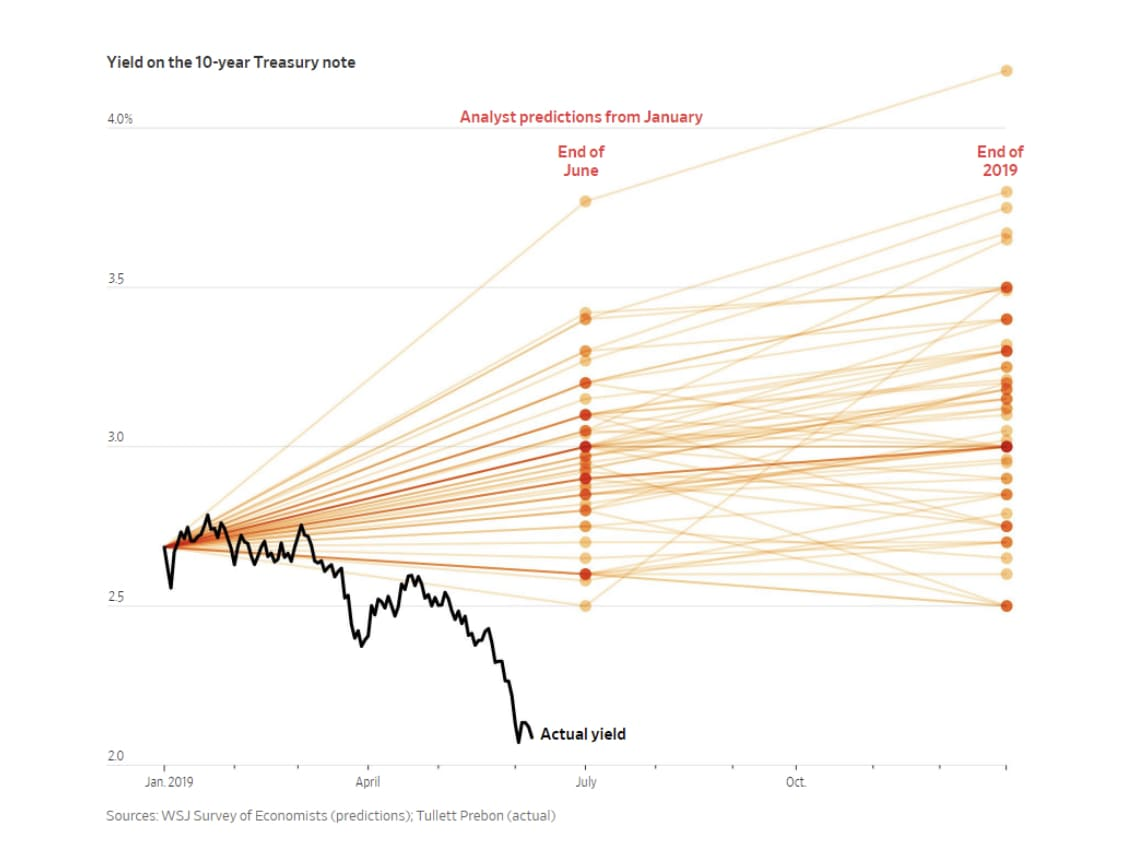 Yield on the 10-year Treasury note
4.0%
Analyst predictions from January
End of
June
End of
2019
3.5
3.0
2.5
Actual yield
2.0
Jan. 2019
April
July
Oct.
Sources: WSJ Survey of Economists (predictions); Tullett Prebon (actual)